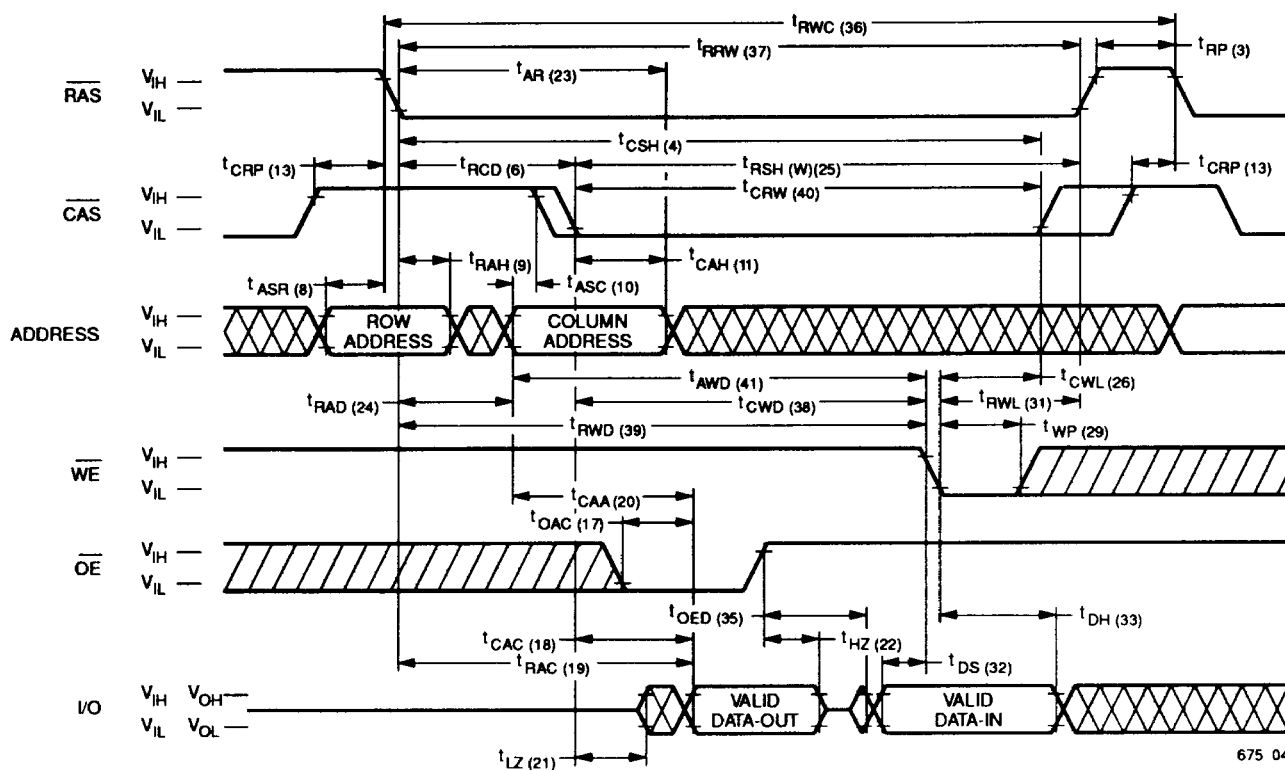 tRWC (36)
tRRW (37)
tRP (3)
tAR (23)
RAS
VIH
VIL
tCSH (4)
tCRP (13)
tRCD (6)
tRSH (W)(25)
tCRP (13)
tCRW (40)
CAS
VIH
VIL
tRAH (9)
tCAH (11)
tASR (8)
tASC (10)
ADDRESS
VIH
VIL
ROW ADDRESS
COLUMN ADDRESS
tAWD (41)
tCWL (26)
tRAD (24)
tCWD (38)
tRWL (31)
tRWD (39)
tWP (29)
WE
VIH
VIL
tCAA (20)
tOAC (17)
OE
VIH
VIL
tOED (35)
tDH (33)
tCAC (18)
tHZ (22)
tRAC (19)
tDS (32)
I/O
VIH VOH
VIL VOL
VALID DATA-OUT
VALID DATA-IN
tLZ (21)
675 04